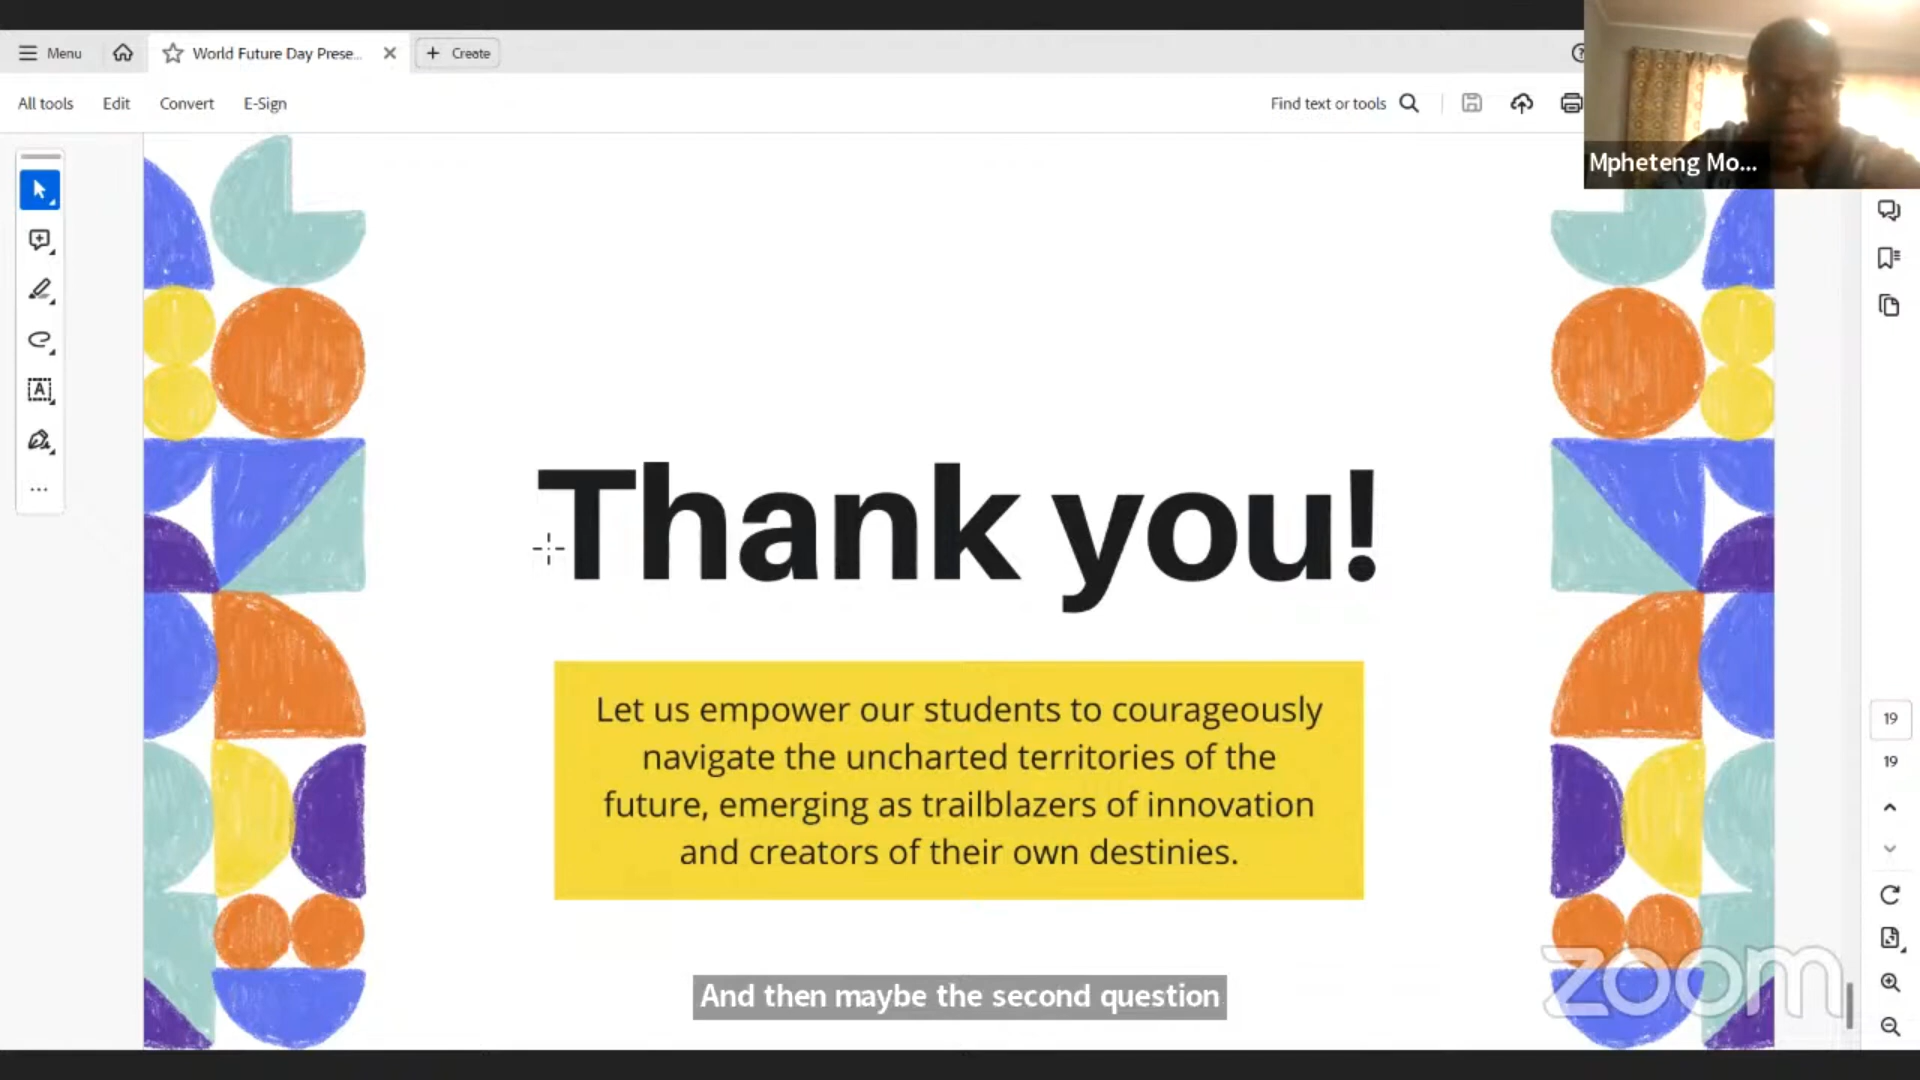 Menu
World Future Day Prese...
Create
All tools
Edit
Convert
E-Sign
Find text or tools
Mpheteng Mo...
Thank you!
Let us empower our students to courageously
navigate the uncharted territories of the
future, emerging as trailblazers of innovation
and creators of their own destinies.
19
19
And then maybe the second question
zoom